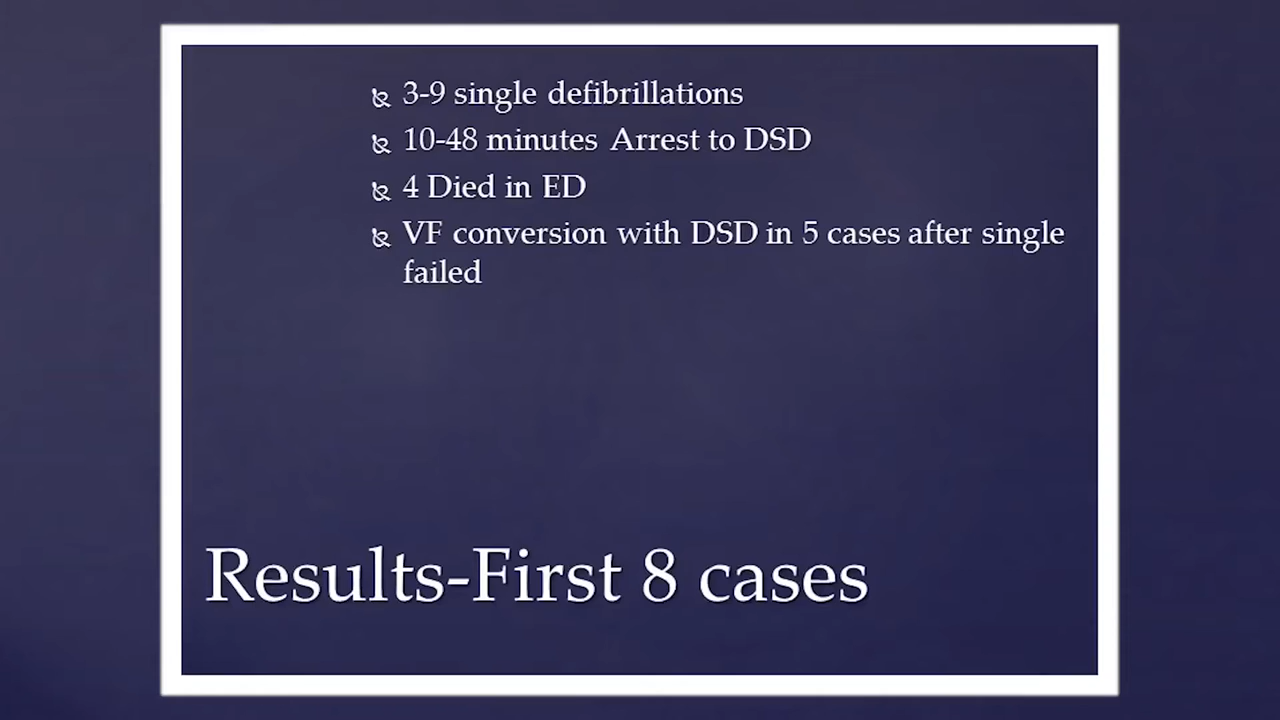 3-9 single defibrillations
10-48 minutes Arrest to DSD
4 Died in ED
VF conversion with DSD in 5 cases after single
failed
Results-First 8 cases